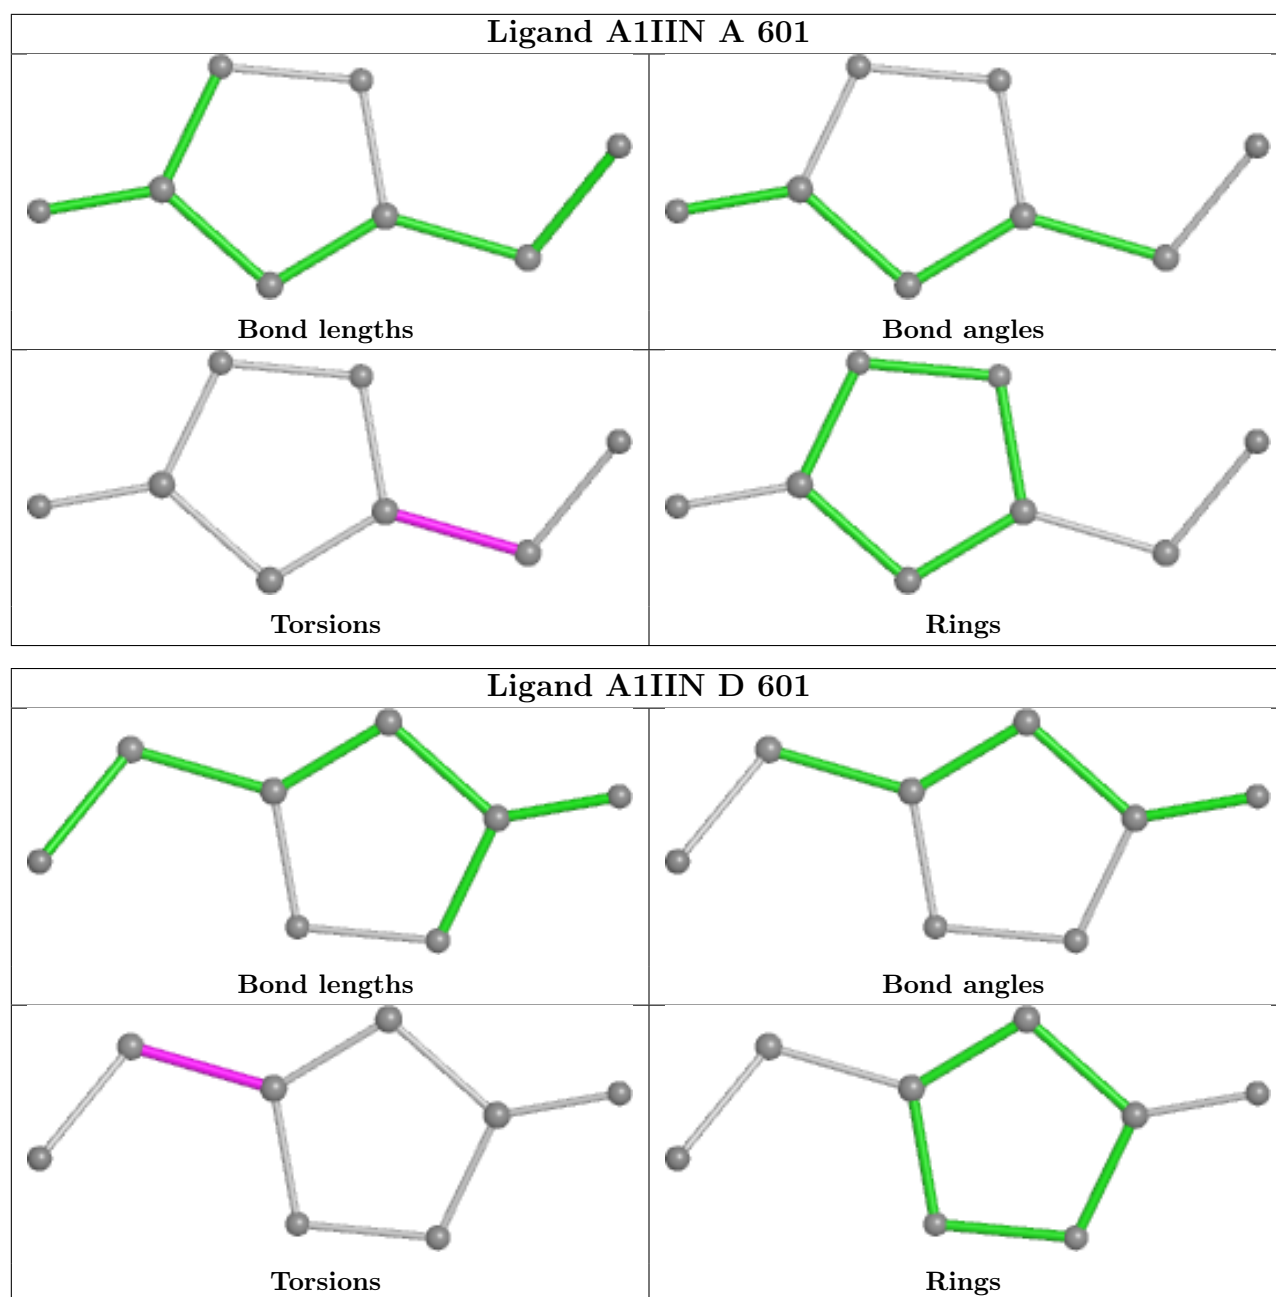 Ligand A1IIN A 601
Bond lengths
Bond angles
Torsions
Rings
Ligand A1IIN D 601
Bond lengths
Bond angles
Torsions
Rings